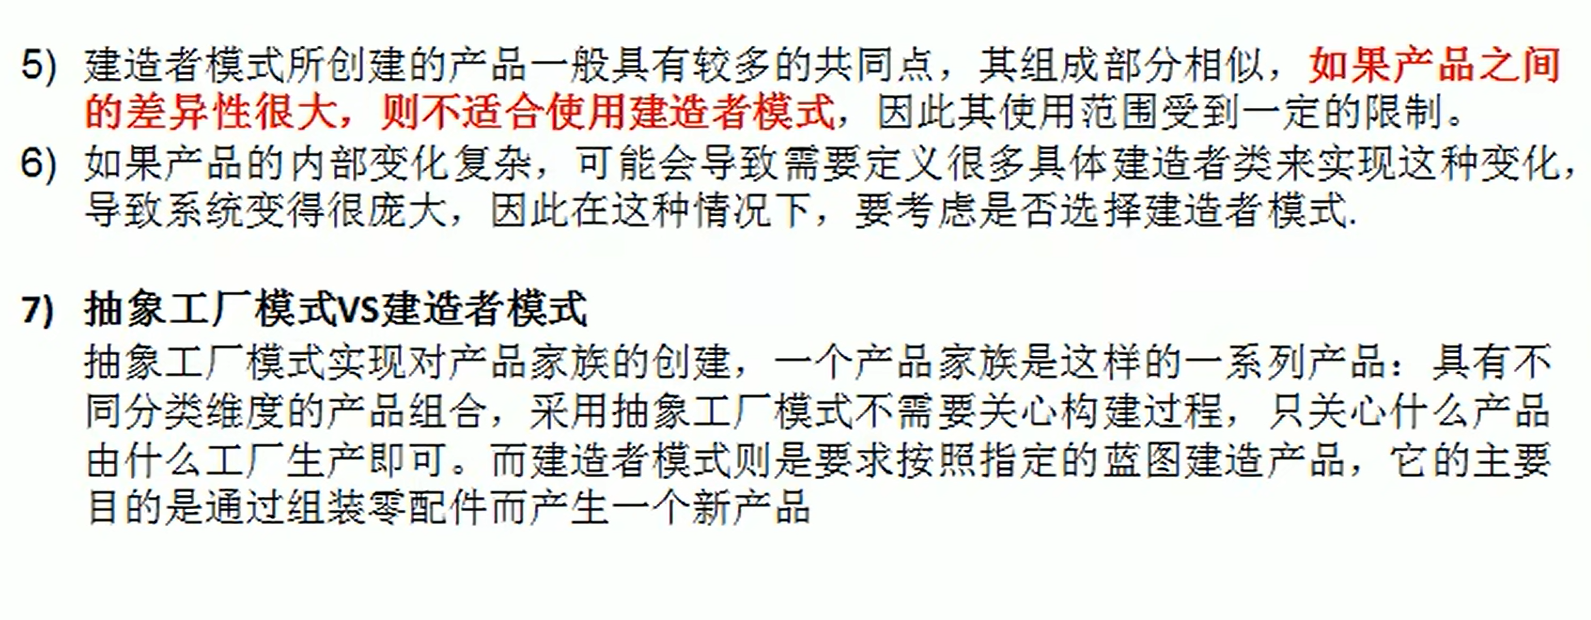 5) 建造者模式所创建的产品一般具有较多的共同点，其组成部分相似，如果产品之间
的差异性很大，则不适合使用建造者模式，因此其使用范围受到一定的限制。
6) 如果产品的内部变化复杂，可能会导致需要定义很多具体建造者类来实现这种变化，
导致系统变得很庞大，因此在这种情况下，要考虑是否选择建造者模式.
7) 抽象工厂模式VS建造者模式
抽象工厂模式实现对产品家族的创建，一个产品家族是这样的一系列产品：具有不
同分类维度的产品组合，采用抽象工厂模式不需要关心构建过程，只关心什么产品
由什么工厂生产即可。而建造者模式则是要求按照指定的蓝图建造产品，它的主要
目的是通过组装零配件而产生一个新产品